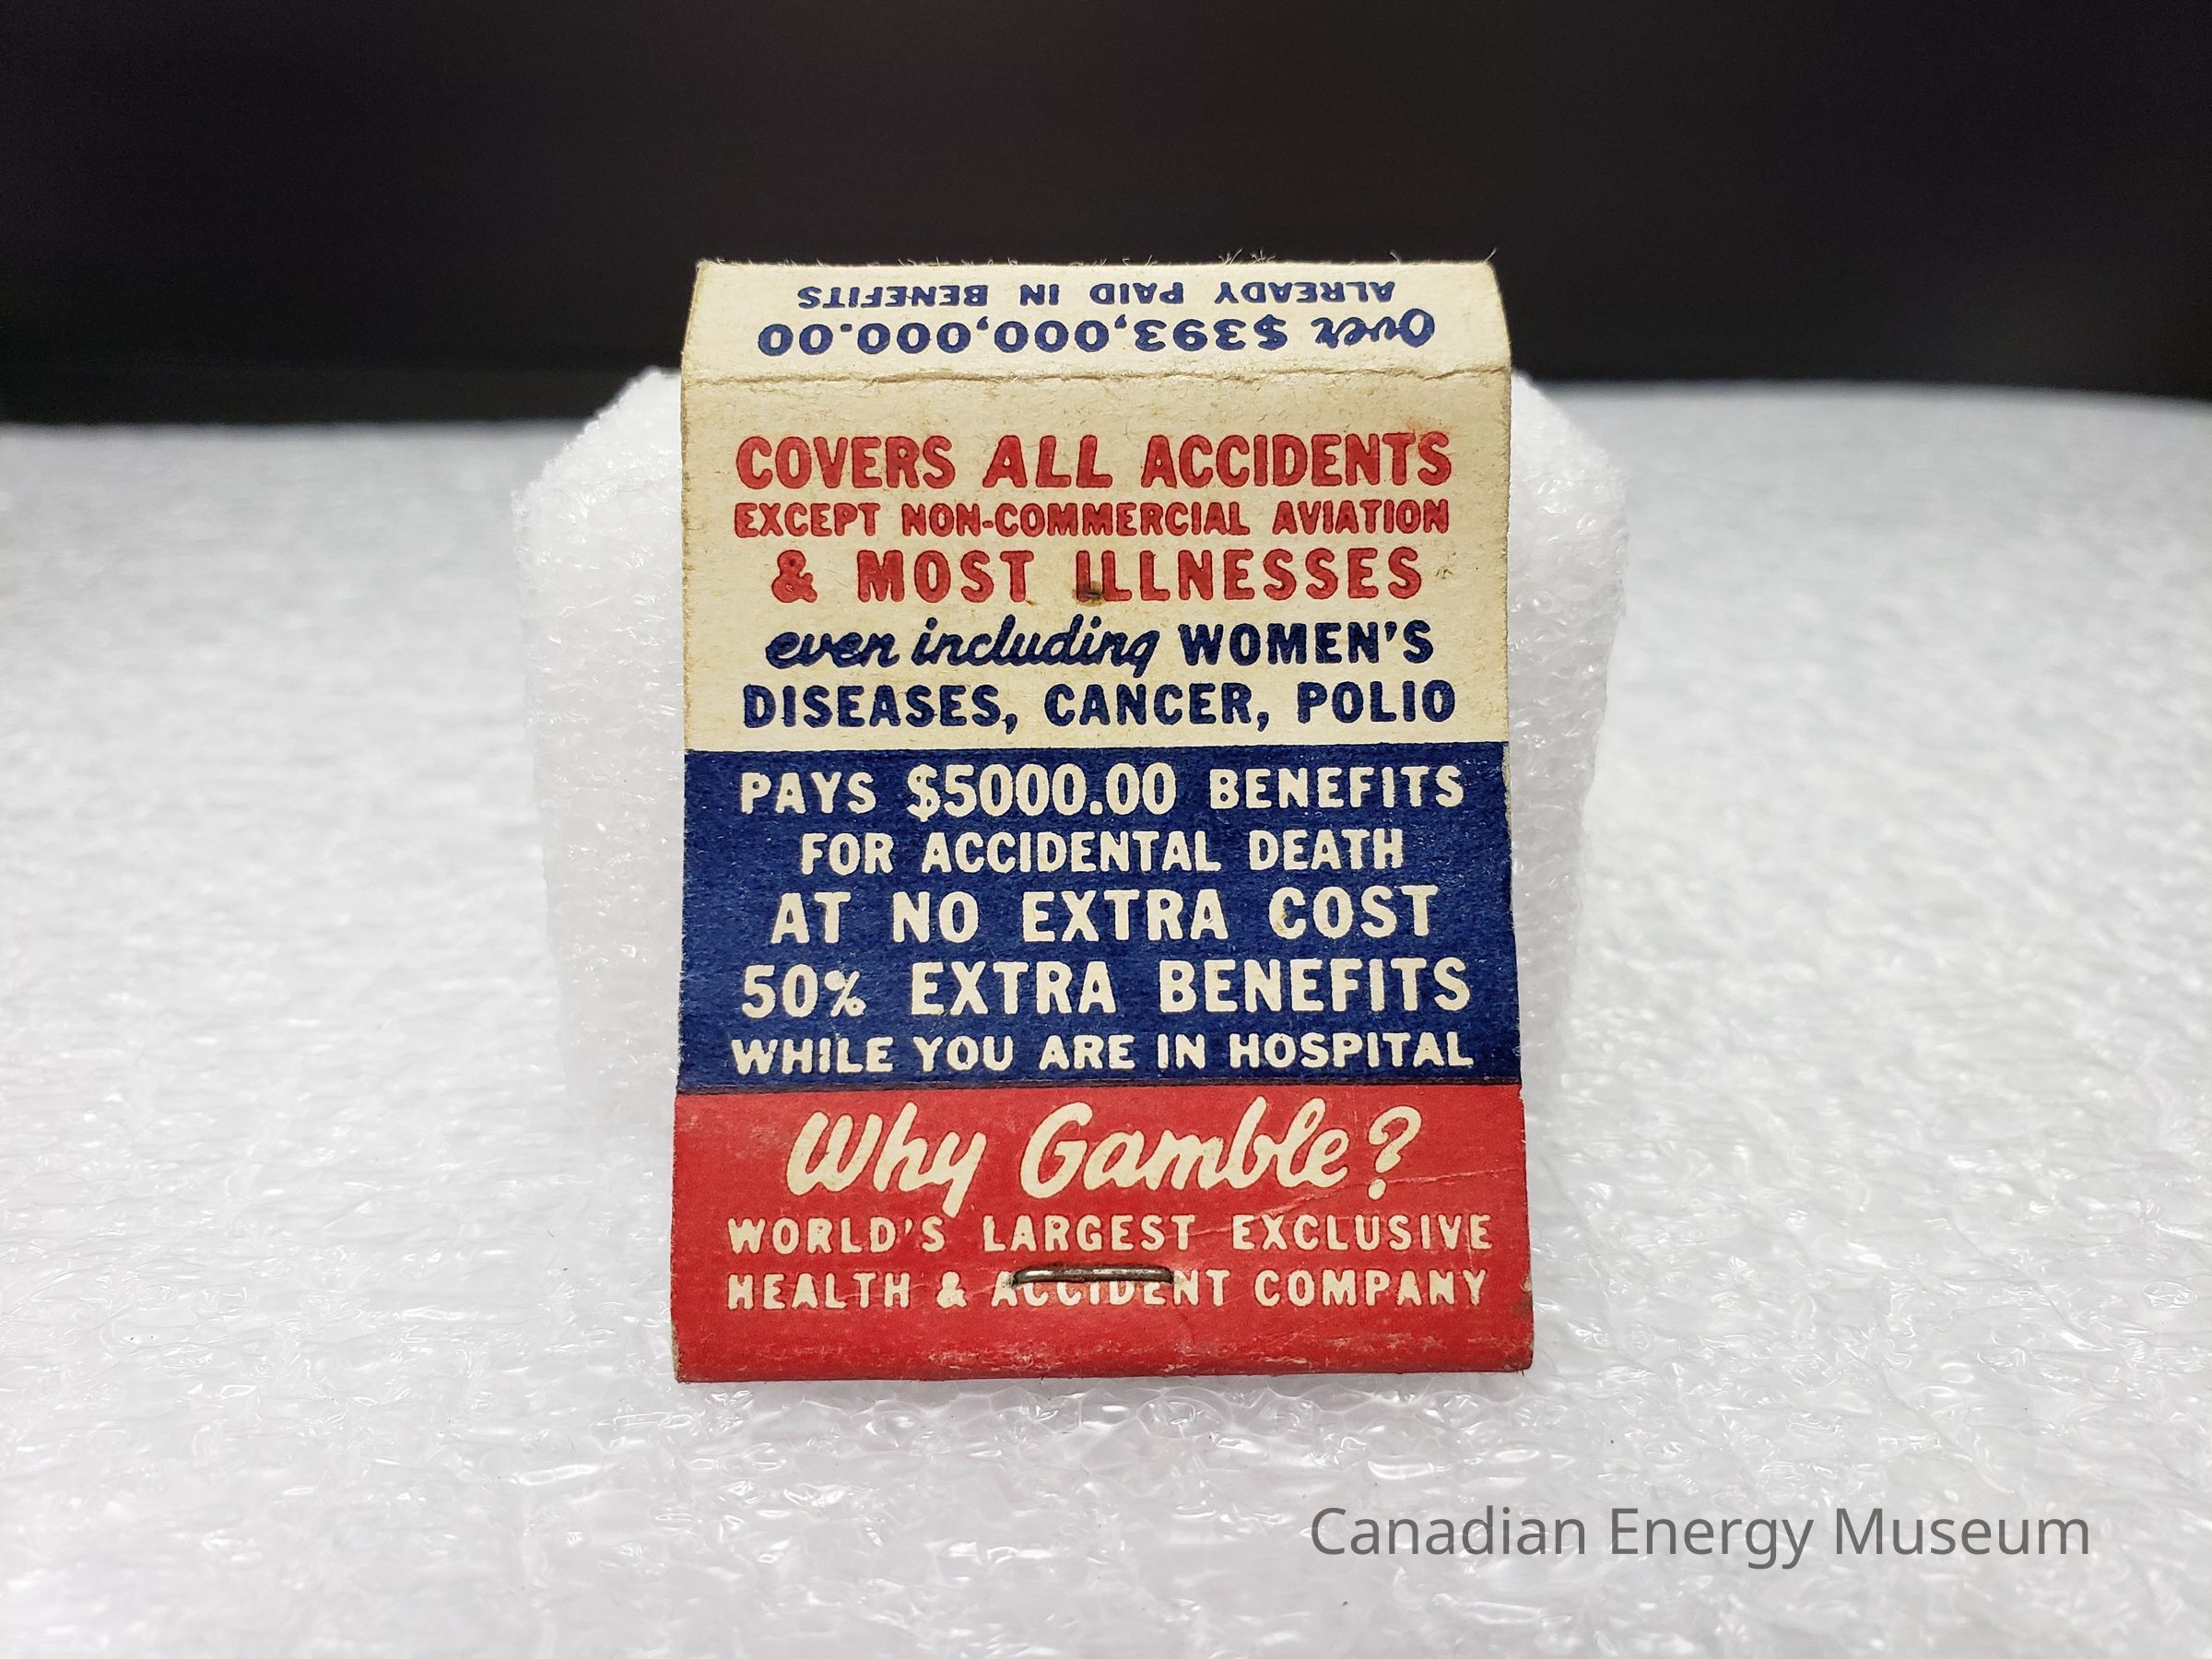 Over $393,000,000.00
ALREADY PAID IN BENEFITS
COVERS ALL ACCIDENTS
EXCEPT NON-COMMERCIAL AVIATION
& MOST ILLNESSES
even including WOMEN'S
DISEASES, CANCER, POLIO
PAYS $5000.00 BENEFITS
FOR ACCIDENTAL DEATH
AT NO EXTRA COST
50% EXTRA BENEFITS
WHILE YOU ARE IN HOSPITAL
Why Gamble?
WORLD'S LARGEST EXCLUSIVE
HEALTH & ACCIDENT COMPANY
Canadian Energy Museum